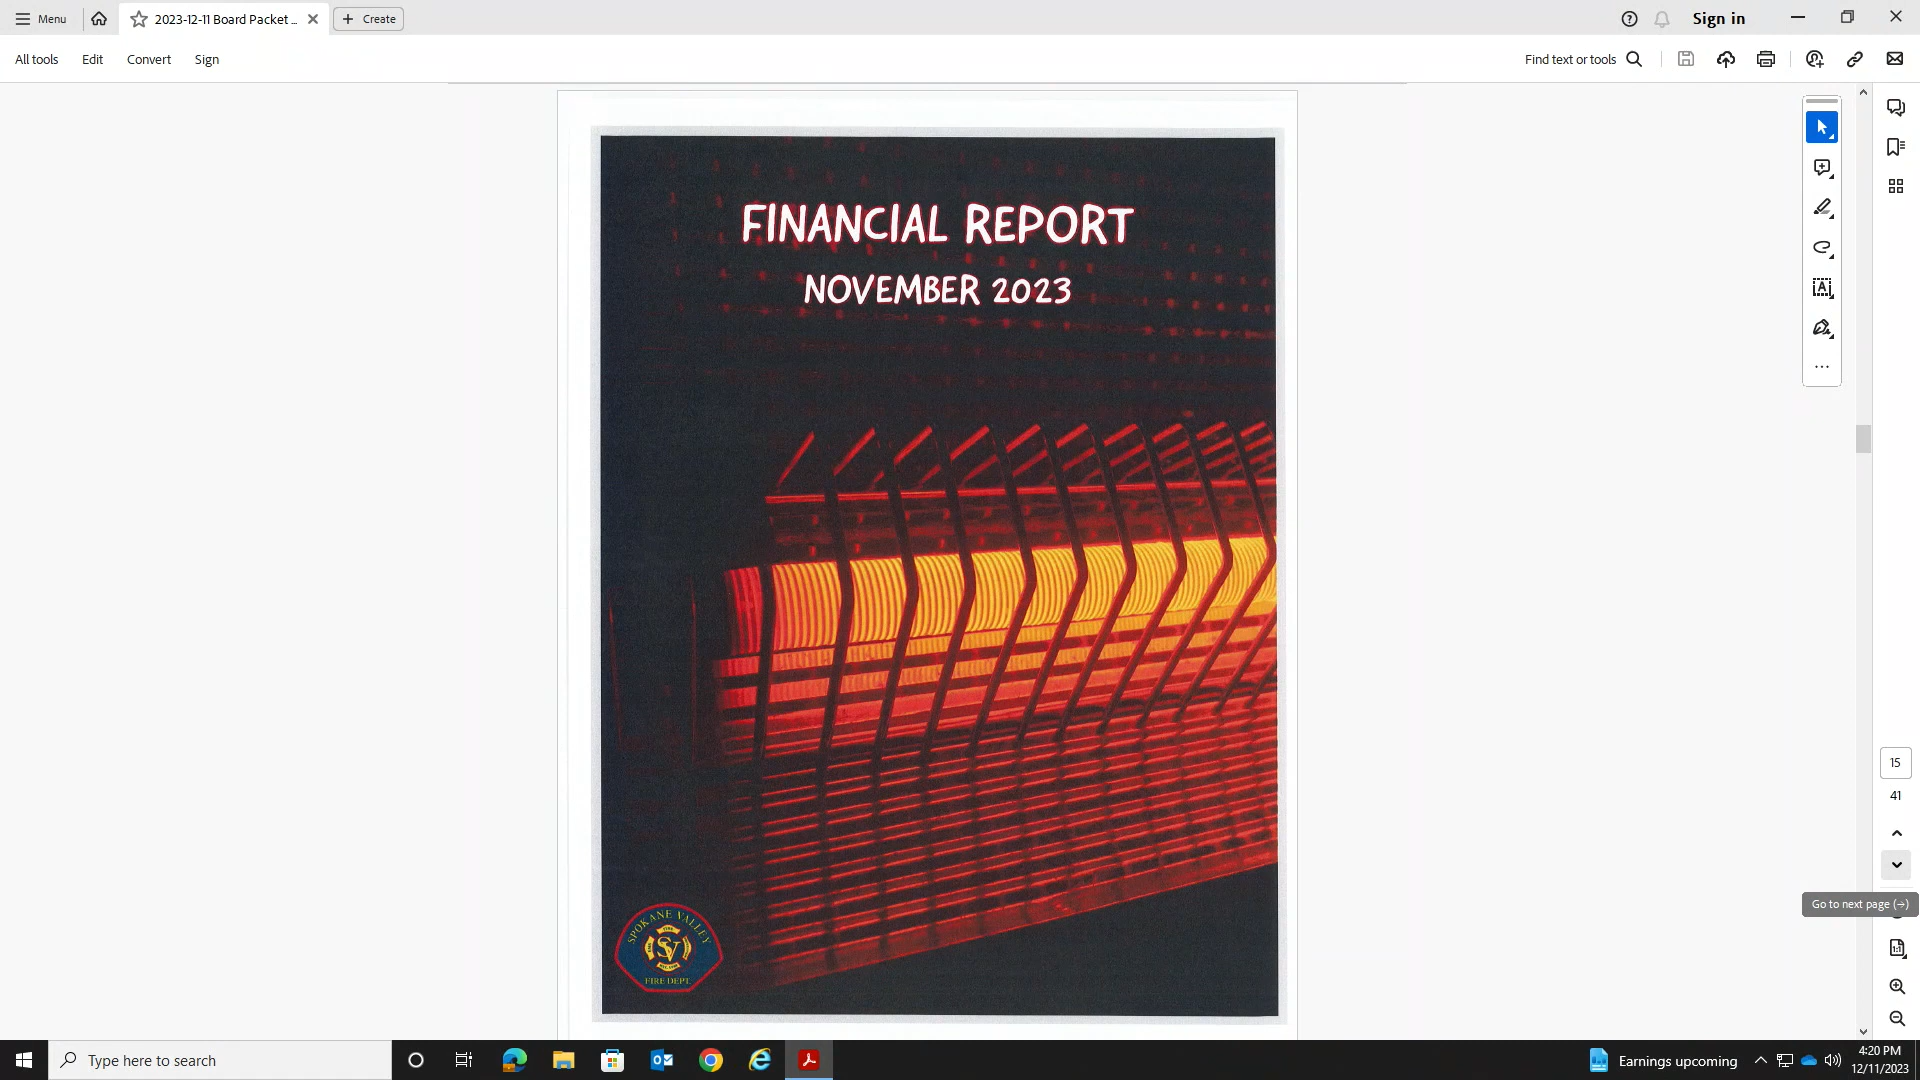 Menu
2023-12-11 Board Packet ...
Create
Sign in
All tools
Edit
Convert
Sign
Find text or tools
FINANCIAL REPORT
NOVEMBER 2023
SPOKANE VALLEY
SV
FIRE DEPT.
15
41
Go to next page (→)
Type here to search
Earnings upcoming
4:20 PM
12/11/2023